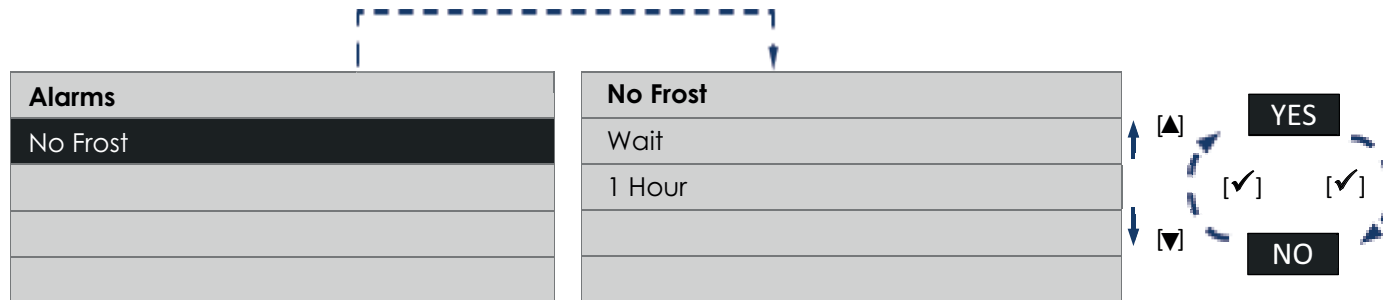 Alarms
No Frost
No Frost
Wait
1 Hour
[▲]
[▼]
YES
[✓] [✓]
NO